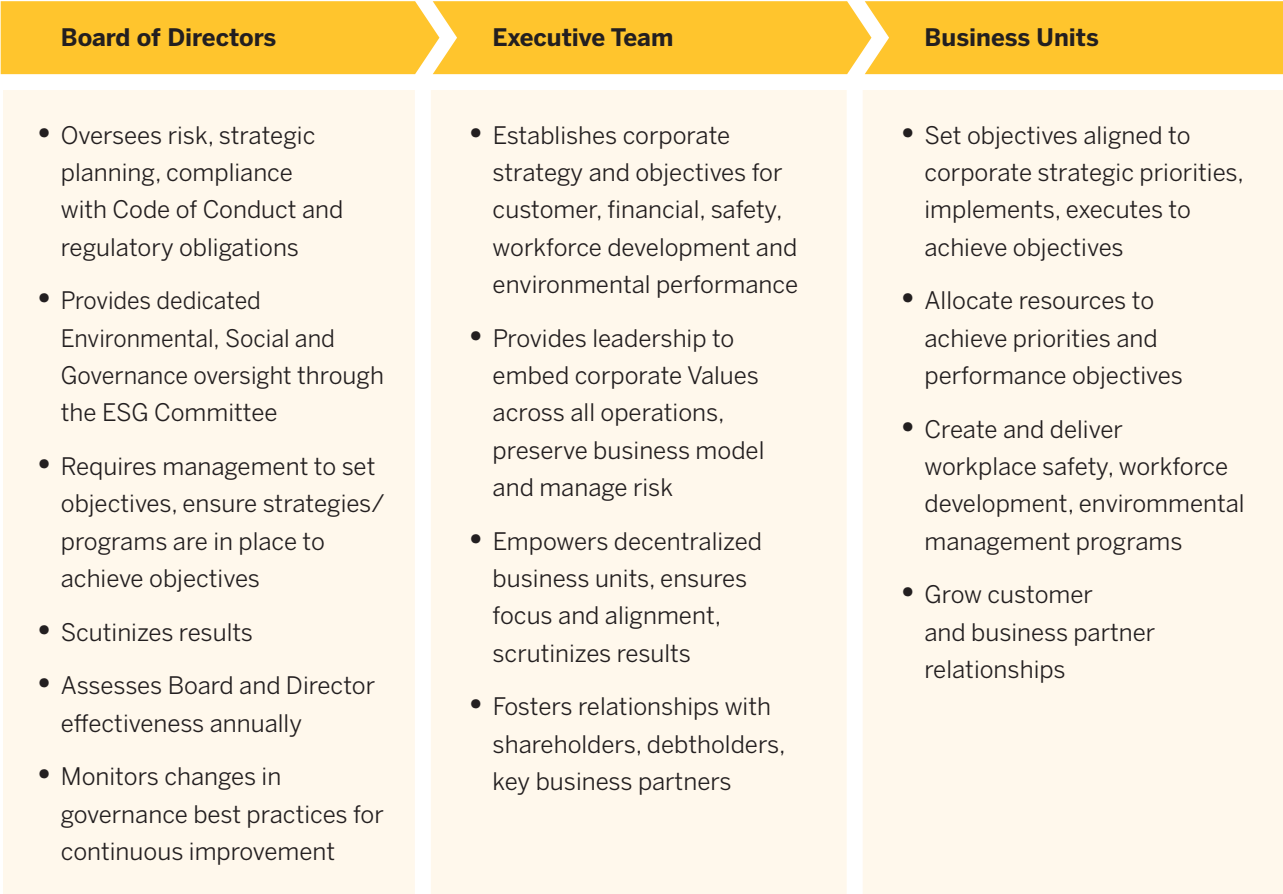 Board of Directors
• Oversees risk, strategic
planning, compliance
with Code of Conduct and
regulatory obligations
• Provides dedicated
Environmental, Social and
Governance oversight through
the ESG Committee
• Requires management to set
objectives, ensure strategies/
programs are in place to
achieve objectives
• Scrutinizes results
• Assesses Board and Director
effectiveness annually
• Monitors changes in
governance best practices for
continuous improvement
Executive Team
• Establishes corporate
strategy and objectives for
customer, financial, safety,
workforce development and
environmental performance
• Provides leadership to
embed corporate Values
across all operations,
preserve business model
and manage risk
• Empowers decentralized
business units, ensures
focus and alignment,
scrutinizes results
• Fosters relationships with
shareholders, debtholders,
key business partners
Business Units
• Set objectives aligned to
corporate strategic priorities,
implements, executes to
achieve objectives
• Allocate resources to
achieve priorities and
performance objectives
• Create and deliver
workplace safety, workforce
development, envirommental
management programs
• Grow customer
and business partner
relationships